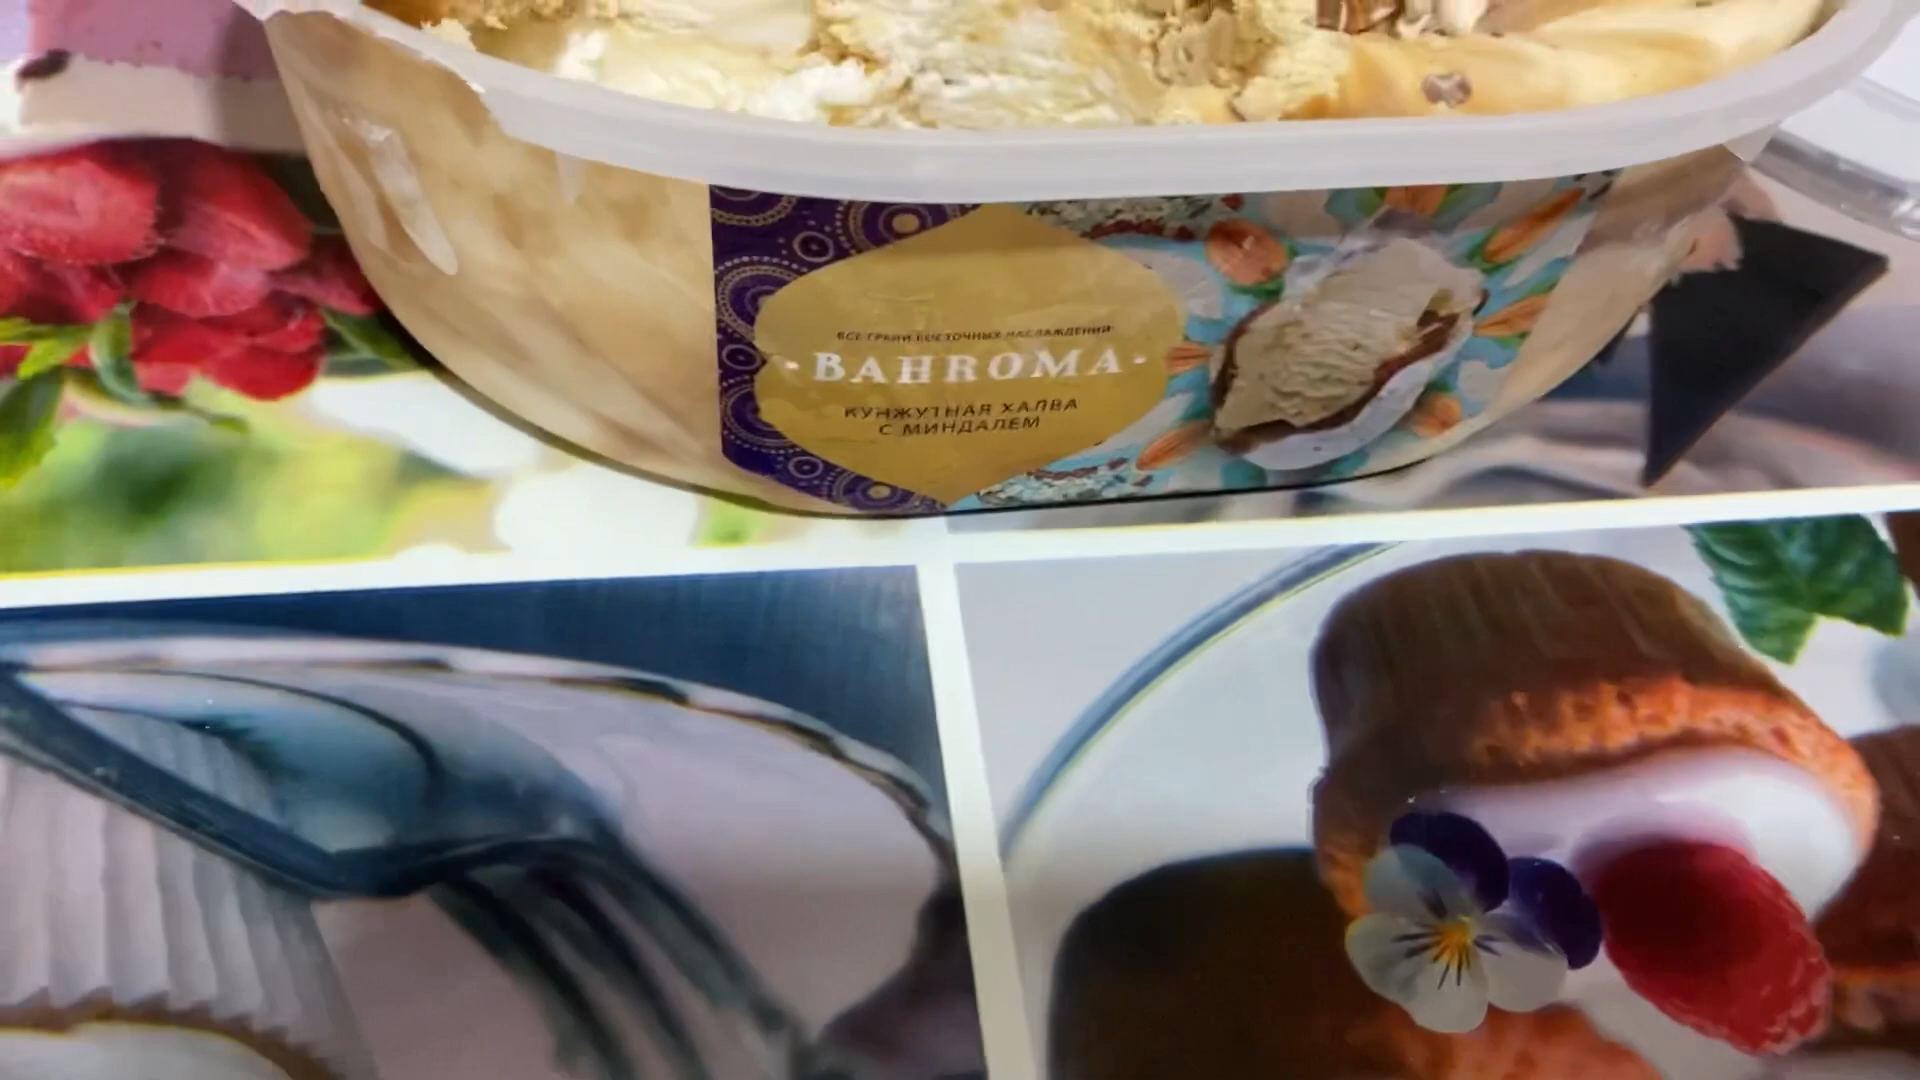 ВСЕ ГРАНИ ВОСТОЧНЫХ НАСЛАЖДЕНИЙ
·BAHROMA·
КУНЖУТНАЯ ХАЛВА
С МИНДАЛЕМ